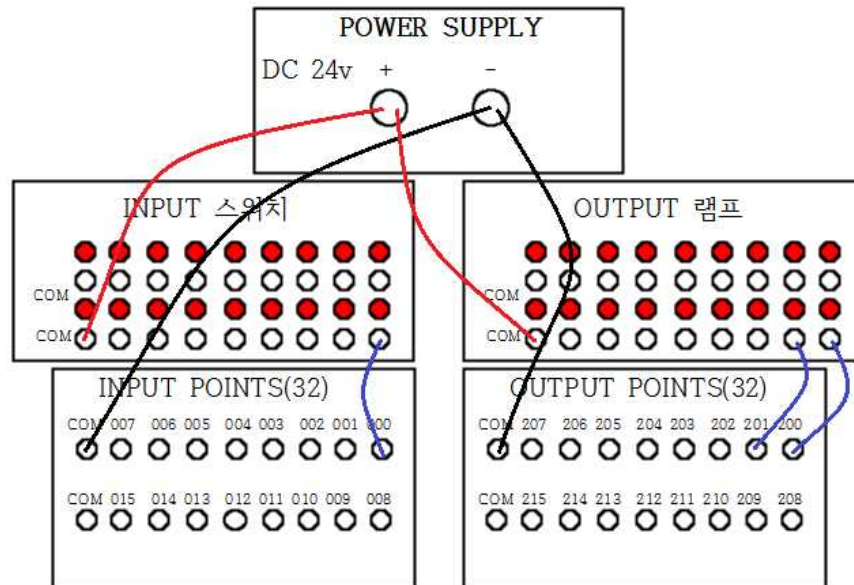 POWER SUPPLY
DC 24v + -
INPUT 스위치
COM
COM
OUTPUT 램프
COM
COM
INPUT POINTS(32)
COM 007 006 005 004 003 002 001 000
COM 015 014 013 012 011 010 009 008
OUTPUT POINTS(32)
COM 207 206 205 204 203 202 201 200
COM 215 214 213 212 211 210 209 208